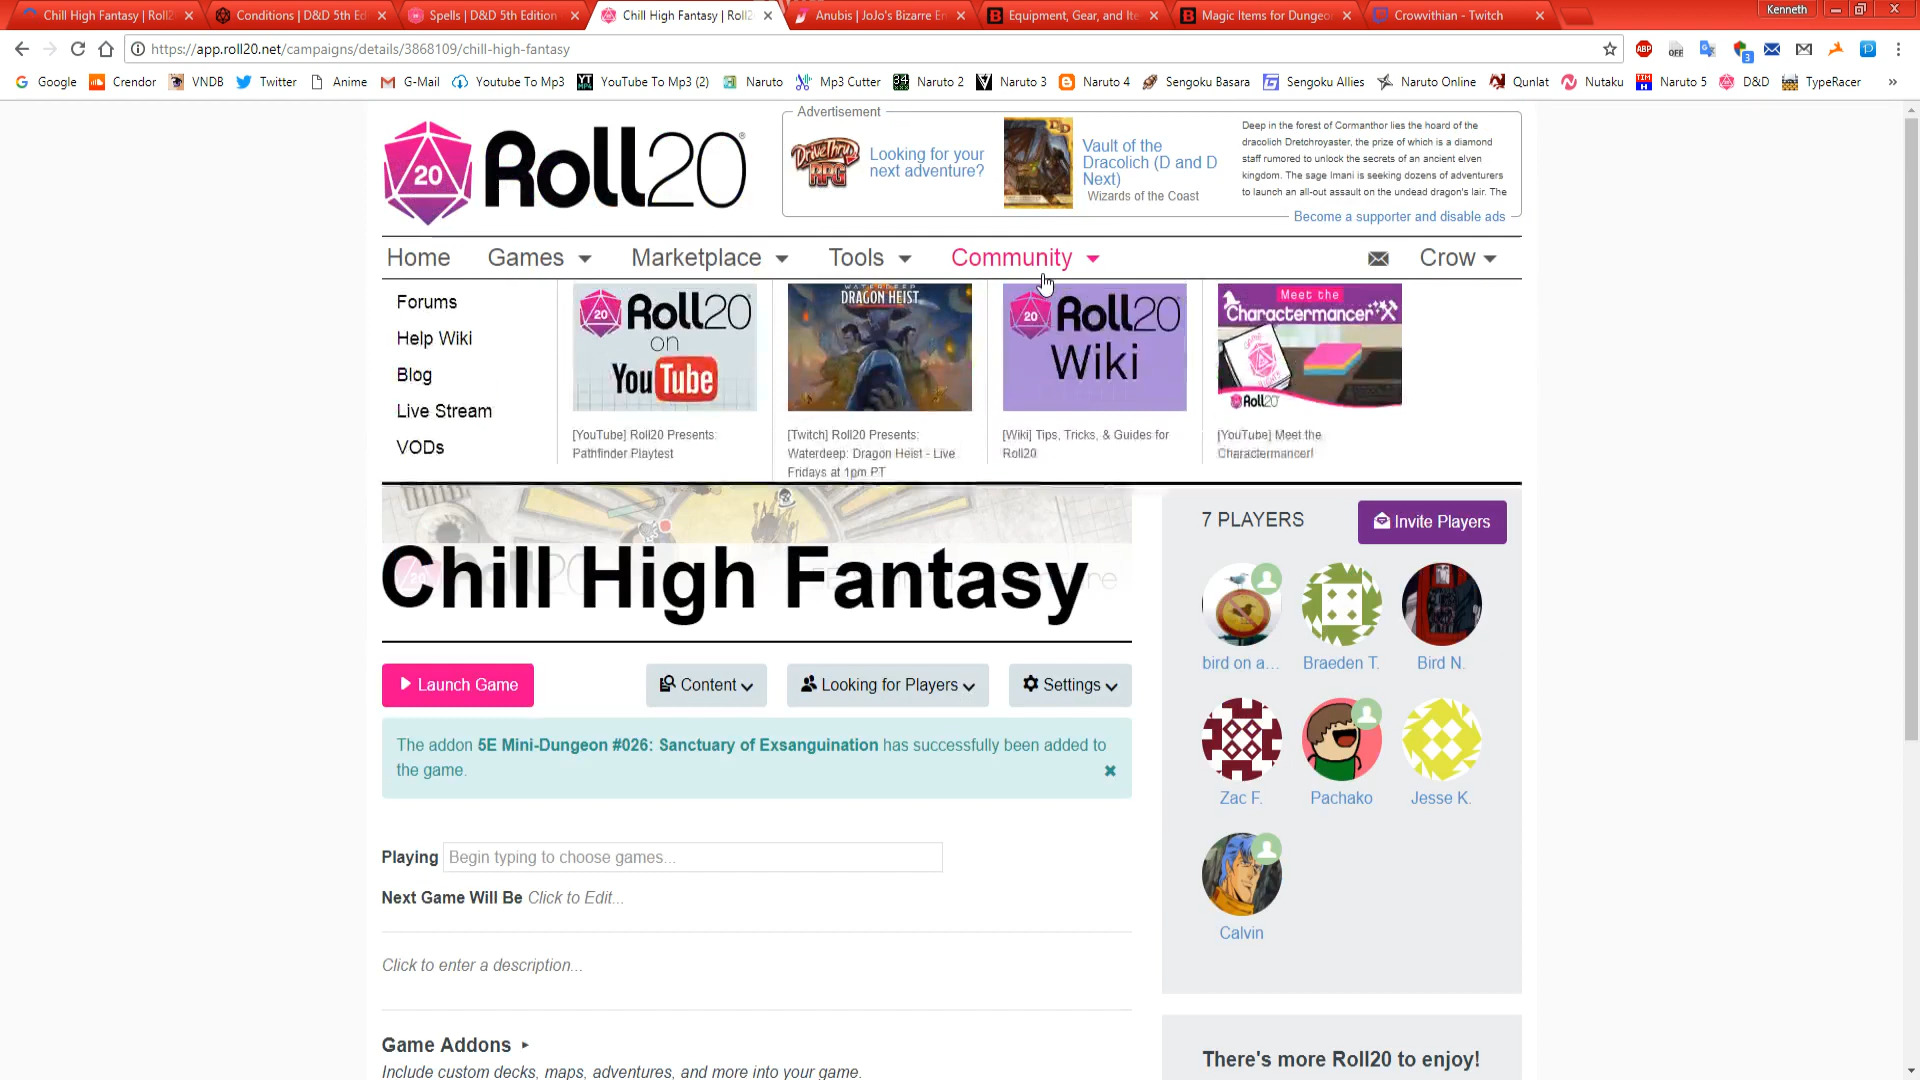 Chill High Fantasy | Roll2
Conditions | D&D 5th Ed
Spells | D&D 5th Edition
Chill High Fantasy | Roll2
Anubis | JoJo's Bizarre En
Equipment, Gear, and Ite
Magic Items for Dungeon
Crowvithian - Twitch
Kenneth
https://app.roll20.net/campaigns/details/3868109/chill-high-fantasy
ABP
OFF
3
Google
Crendor
VNDB
Twitter
Anime
G-Mail
Youtube To Mp3
YouTube To Mp3 (2)
Naruto
Mp3 Cutter
Naruto 2
Naruto 3
Naruto 4
Sengoku Basara
Sengoku Allies
Naruto Online
Qunlat
Nutaku
Naruto 5
D&D
TypeRacer
»
20 Roll20®
Advertisement
DriveThru RPG
Looking for your
next adventure?
Vault of the
Dracolich (D and D
Next)
Wizards of the Coast
Deep in the forest of Cormanthor lies the hoard of the
dracolich Dretchroyaster, the prize of which is a diamond
staff rumored to unlock the secrets of an ancient elven
kingdom. The sage Imani is seeking dozens of adventurers
to launch an all-out assault on the undead dragon's lair. The
Become a supporter and disable ads
Home
Games
Marketplace
Tools
Community
Crow
Forums
Help Wiki
Blog
Live Stream
VODs
20 Roll20
on
YouTube
[YouTube] Roll20 Presents:
Pathfinder Playtest
WATERDEEP
DRAGON HEIST
[Twitch] Roll20 Presents:
Waterdeep: Dragon Heist - Live
Fridays at 1pm PT
20 Roll20
Wiki
[Wiki] Tips, Tricks, & Guides for
Roll20
Meet the
Charactermancer
Roll20
[YouTube] Meet the
Charactermancer!
Chill High Fantasy
7 PLAYERS
Invite Players
bird on a...
Braeden T.
Bird N.
Zac F.
Pachako
Jesse K.
Calvin
Launch Game
Content
Looking for Players
Settings
The addon 5E Mini-Dungeon #026: Sanctuary of Exsanguination has successfully been added to
the game.
Playing Begin typing to choose games...
Next Game Will Be Click to Edit...
Click to enter a description...
Game Addons
Include custom decks, maps, adventures, and more into your game.
There's more Roll20 to enjoy!